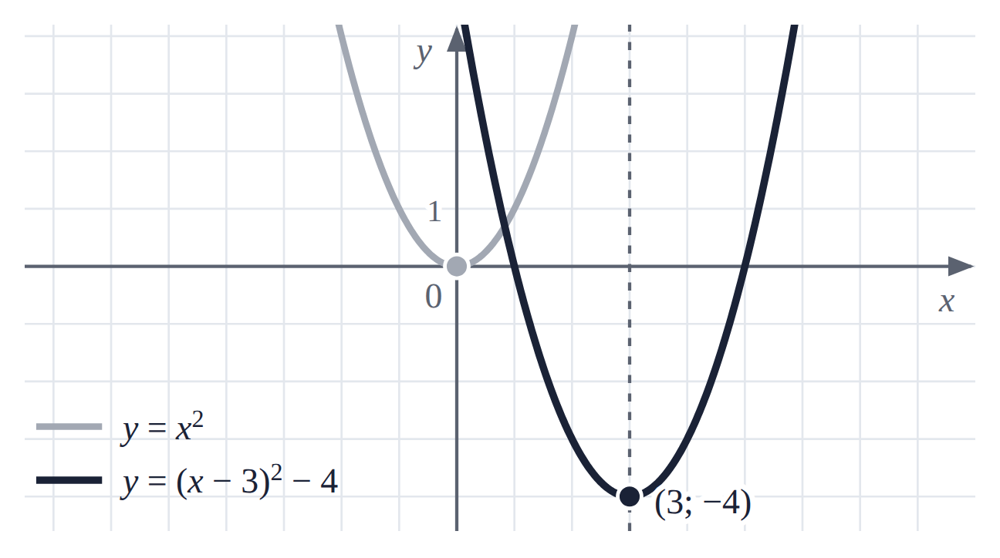 y
1
0
x
y = x²
y = (x − 3)² − 4
(3; −4)